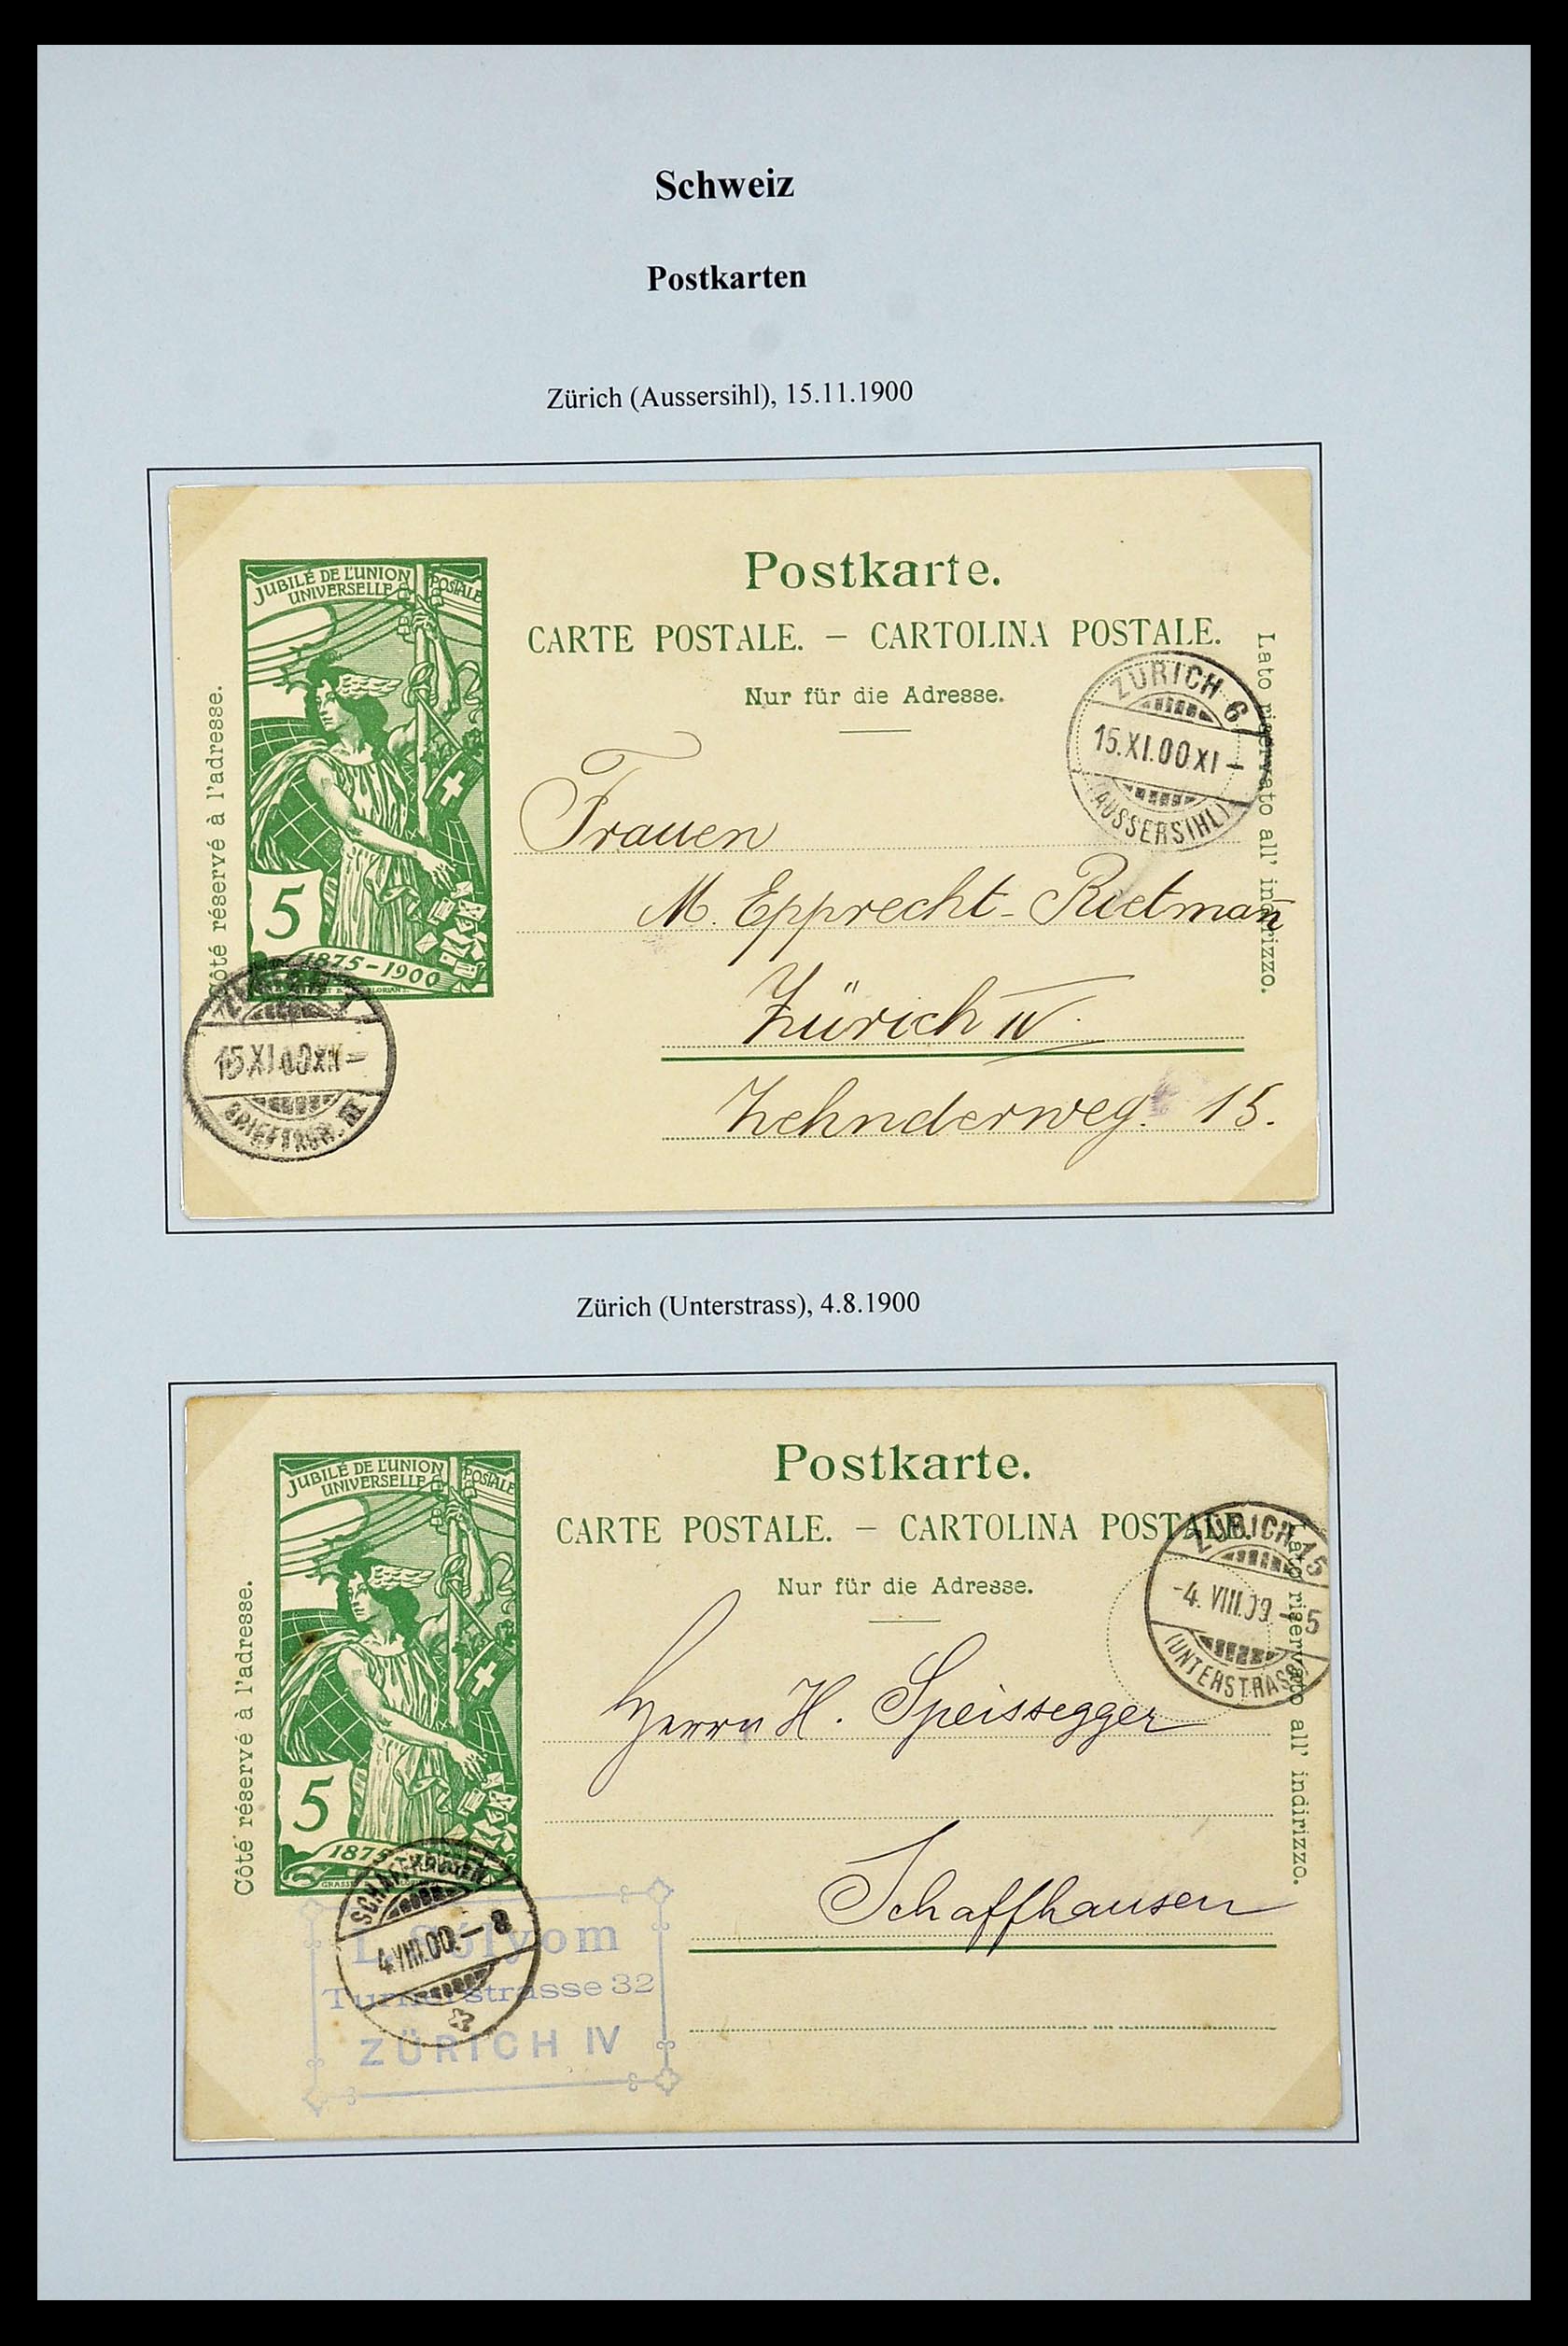 Schweiz
Postkarten
Zürich (Aussersihl), 15.11.1900
JUBILÉ DE L'UNION POSTALE
UNIVERSELLE
5
1875-1900
Côté réservé à l'adresse.
Postkarte.
CARTE POSTALE. — CARTOLINA POSTALE.
Nur für die Adresse.
Lato riservato all' indirizzo.
ZÜRICH 6
15.XI.00 XI -
(AUSSERSIHL)
Frauen
M. Epprecht-Rietman̄
Zürich IV.
Zehnderweg. 15.
15.XI.00
Zürich (Unterstrass), 4.8.1900
JUBILÉ DE L'UNION POSTALE
UNIVERSELLE
5
1875-
Côté réservé à l'adresse.
Postkarte.
CARTE POSTALE. — CARTOLINA POSTALE.
Nur für die Adresse.
Lato riservato all' indirizzo.
ZÜRICH 15
-4. VIII.00. - 5
(UNTERSTRASS)
Herrn H. Speissegger
Schaffhausen
SCHAFFHAUSEN
4.VIII.00. - 8
Turnerstrasse 32
ZÜRICH IV